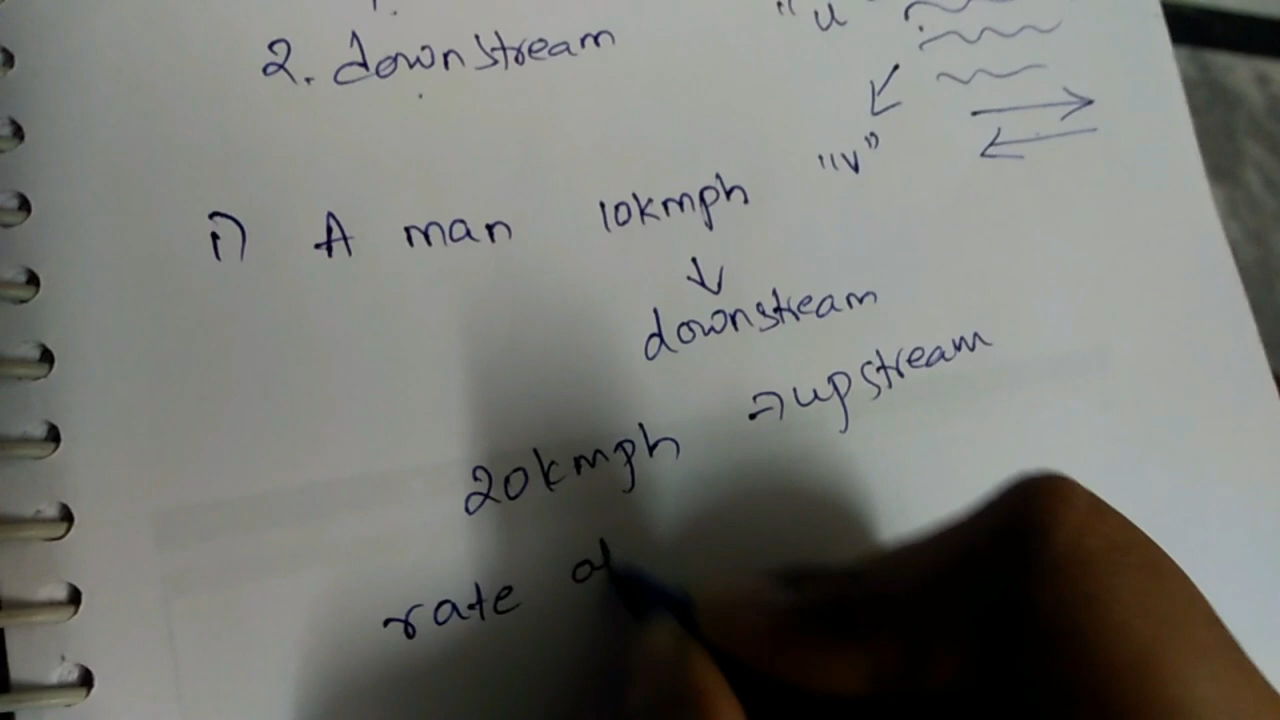 "u
2. downstream
"v"
i) A man 10kmph
↓
downstream
20kmph ⇒ upstream
rate of